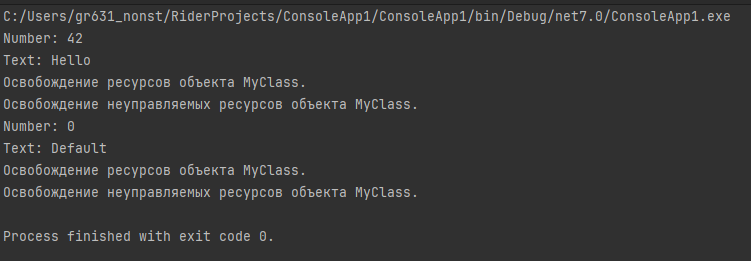 C:/Users/gr631_nonst/RiderProjects/ConsoleApp1/ConsoleApp1/bin/Debug/net7.0/ConsoleApp1.exe
Number: 42
Text: Hello
Освобождение ресурсов объекта MyClass.
Освобождение неуправляемых ресурсов объекта MyClass.
Number: 0
Text: Default
Освобождение ресурсов объекта MyClass.
Освобождение неуправляемых ресурсов объекта MyClass.
Process finished with exit code 0.